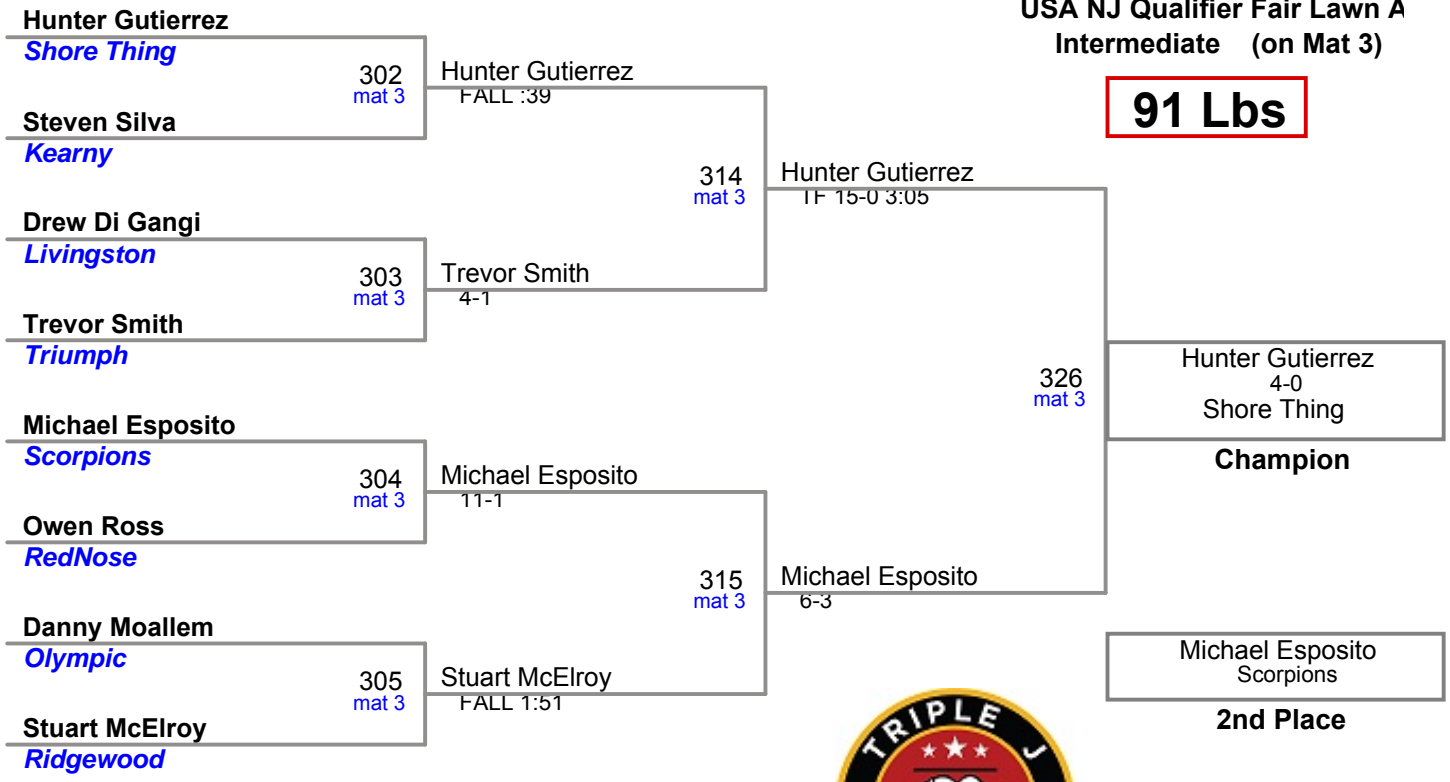 USA NJ Qualifier Fair Lawn A
Intermediate (on Mat 3)
91 Lbs
Hunter Gutierrez
Shore Thing
302
mat 3
Hunter Gutierrez
FALL :39
Steven Silva
Kearny
314
mat 3
Hunter Gutierrez
TF 15-0 3:05
Drew Di Gangi
Livingston
303
mat 3
Trevor Smith
4-1
Trevor Smith
Triumph
326
mat 3
Hunter Gutierrez
4-0
Shore Thing
Champion
Michael Esposito
Scorpions
304
mat 3
Michael Esposito
11-1
Owen Ross
RedNose
315
mat 3
Michael Esposito
6-3
Danny Moallem
Olympic
305
mat 3
Stuart McElroy
FALL 1:51
Michael Esposito
Scorpions
2nd Place
Stuart McElroy
Ridgewood
TRIPLE J